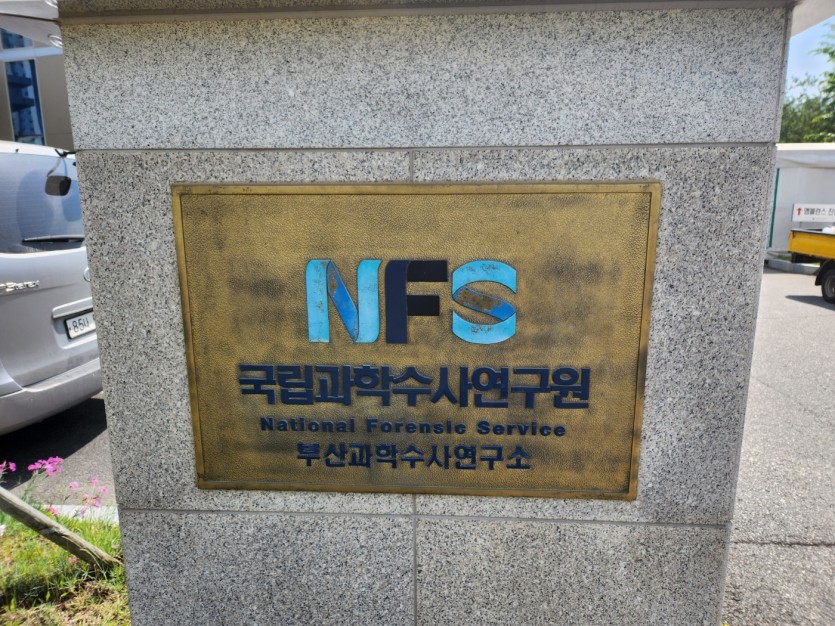 NFS
국립과학수사연구원
National Forensic Service
부산과학수사연구소